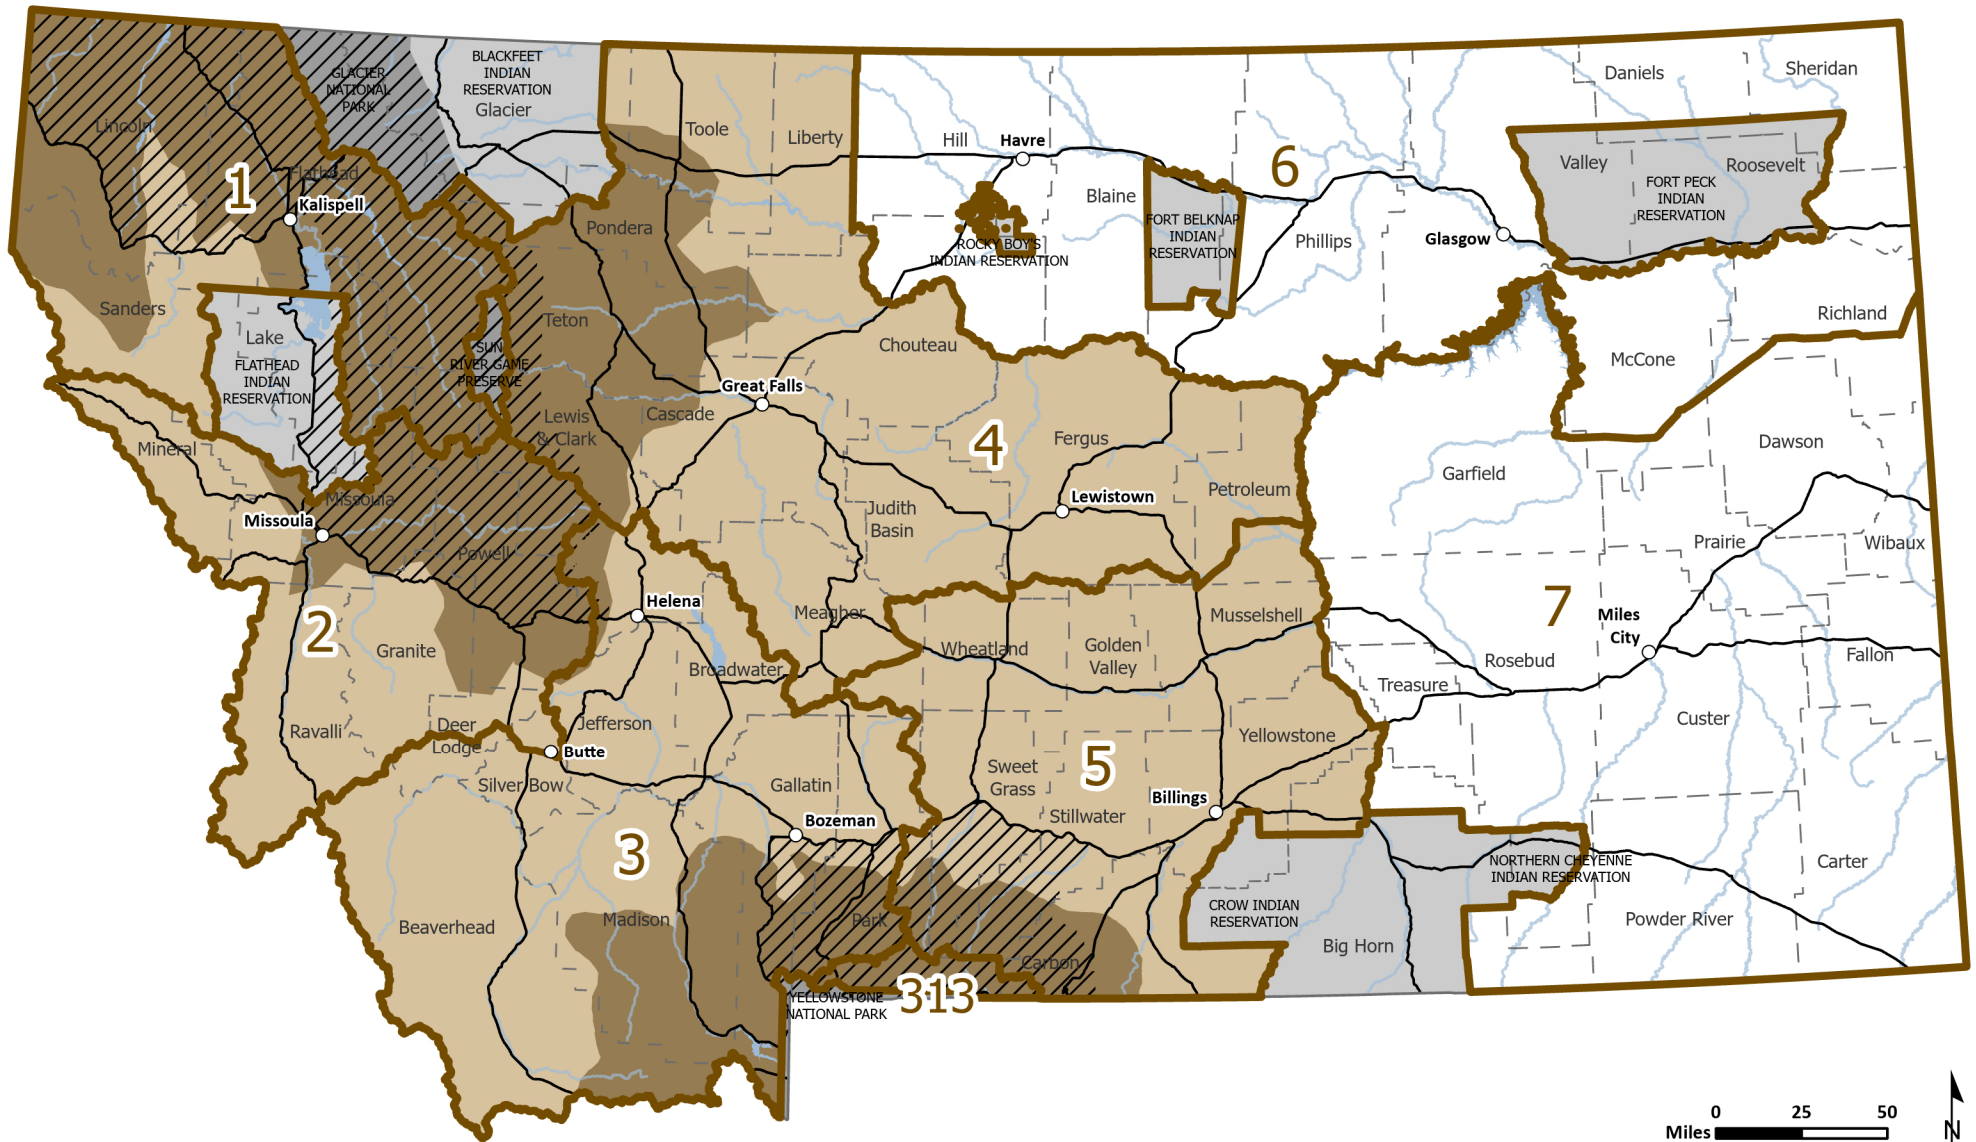 BLACKFEET
INDIAN
RESERVATION
Glacier
GLACIER
NATIONAL
PARK
Daniels
Sheridan
Lincoln
Toole
Liberty
Hill
Havre
6
Valley
Roosevelt
FORT PECK
INDIAN
RESERVATION
1
Flathead
Kalispell
Blaine
FORT BELKNAP
INDIAN
RESERVATION
Pondera
ROCKY BOY'S
INDIAN RESERVATION
Phillips
Glasgow
Sanders
Teton
Richland
Lake
FLATHEAD
INDIAN
RESERVATION
SUN
RIVER GAME
PRESERVE
Chouteau
McCone
Great Falls
Lewis
& Clark
Cascade
4
Fergus
Dawson
Mineral
Garfield
Missoula
Missoula
Judith
Basin
Lewistown
Petroleum
Powell
Prairie
Wibaux
2
Helena
Meagher
Musselshell
7
Miles
City
Granite
Broadwater
Wheatland
Golden
Valley
Rosebud
Fallon
Treasure
Ravalli
Deer
Lodge
Jefferson
Butte
Custer
Yellowstone
Silver Bow
Gallatin
Sweet
Grass
5
Billings
Stillwater
Bozeman
3
NORTHERN CHEYENNE
INDIAN RESERVATION
Carter
Beaverhead
Madison
Park
CROW INDIAN
RESERVATION
Big Horn
Powder River
Carbon
313
YELLOWSTONE
NATIONAL PARK
0 25 50
Miles
N